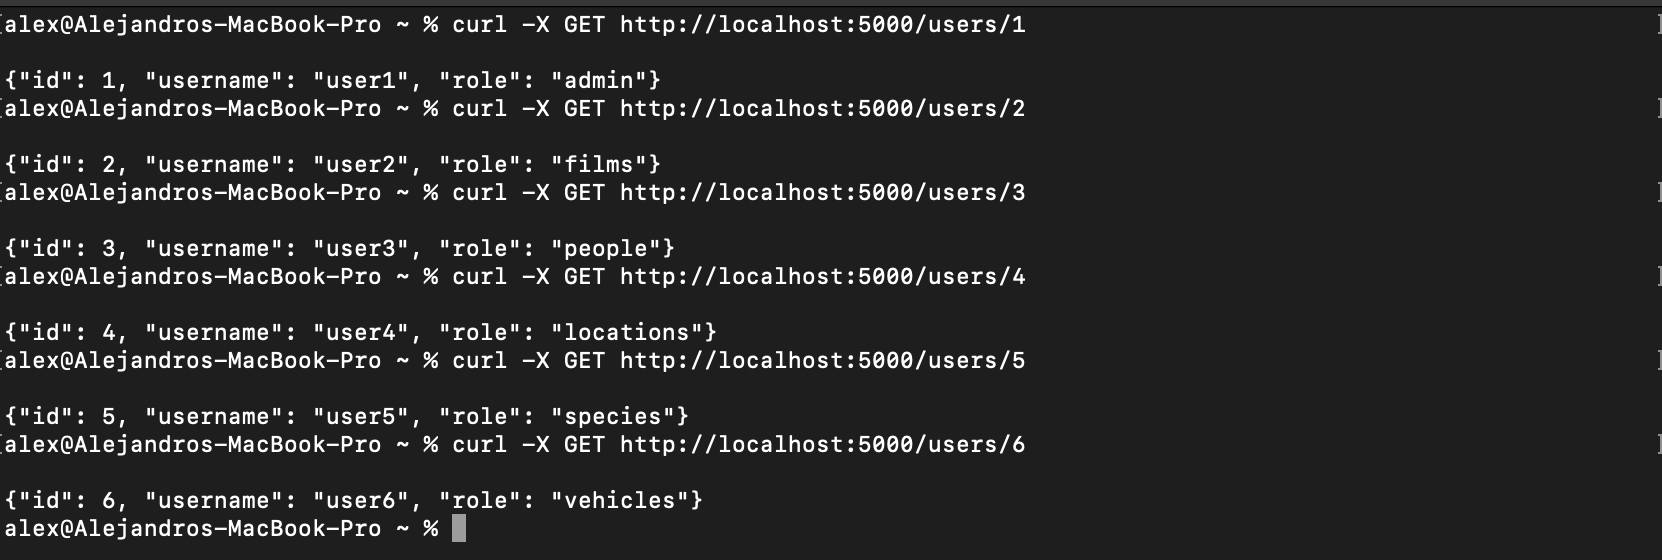 [alex@Alejandros-MacBook-Pro ~ % curl -X GET http://localhost:5000/users/1 ]
{"id": 1, "username": "user1", "role": "admin"}
[alex@Alejandros-MacBook-Pro ~ % curl -X GET http://localhost:5000/users/2 ]
{"id": 2, "username": "user2", "role": "films"}
[alex@Alejandros-MacBook-Pro ~ % curl -X GET http://localhost:5000/users/3 ]
{"id": 3, "username": "user3", "role": "people"}
[alex@Alejandros-MacBook-Pro ~ % curl -X GET http://localhost:5000/users/4 ]
{"id": 4, "username": "user4", "role": "locations"}
[alex@Alejandros-MacBook-Pro ~ % curl -X GET http://localhost:5000/users/5 ]
{"id": 5, "username": "user5", "role": "species"}
[alex@Alejandros-MacBook-Pro ~ % curl -X GET http://localhost:5000/users/6 ]
{"id": 6, "username": "user6", "role": "vehicles"}
alex@Alejandros-MacBook-Pro ~ %